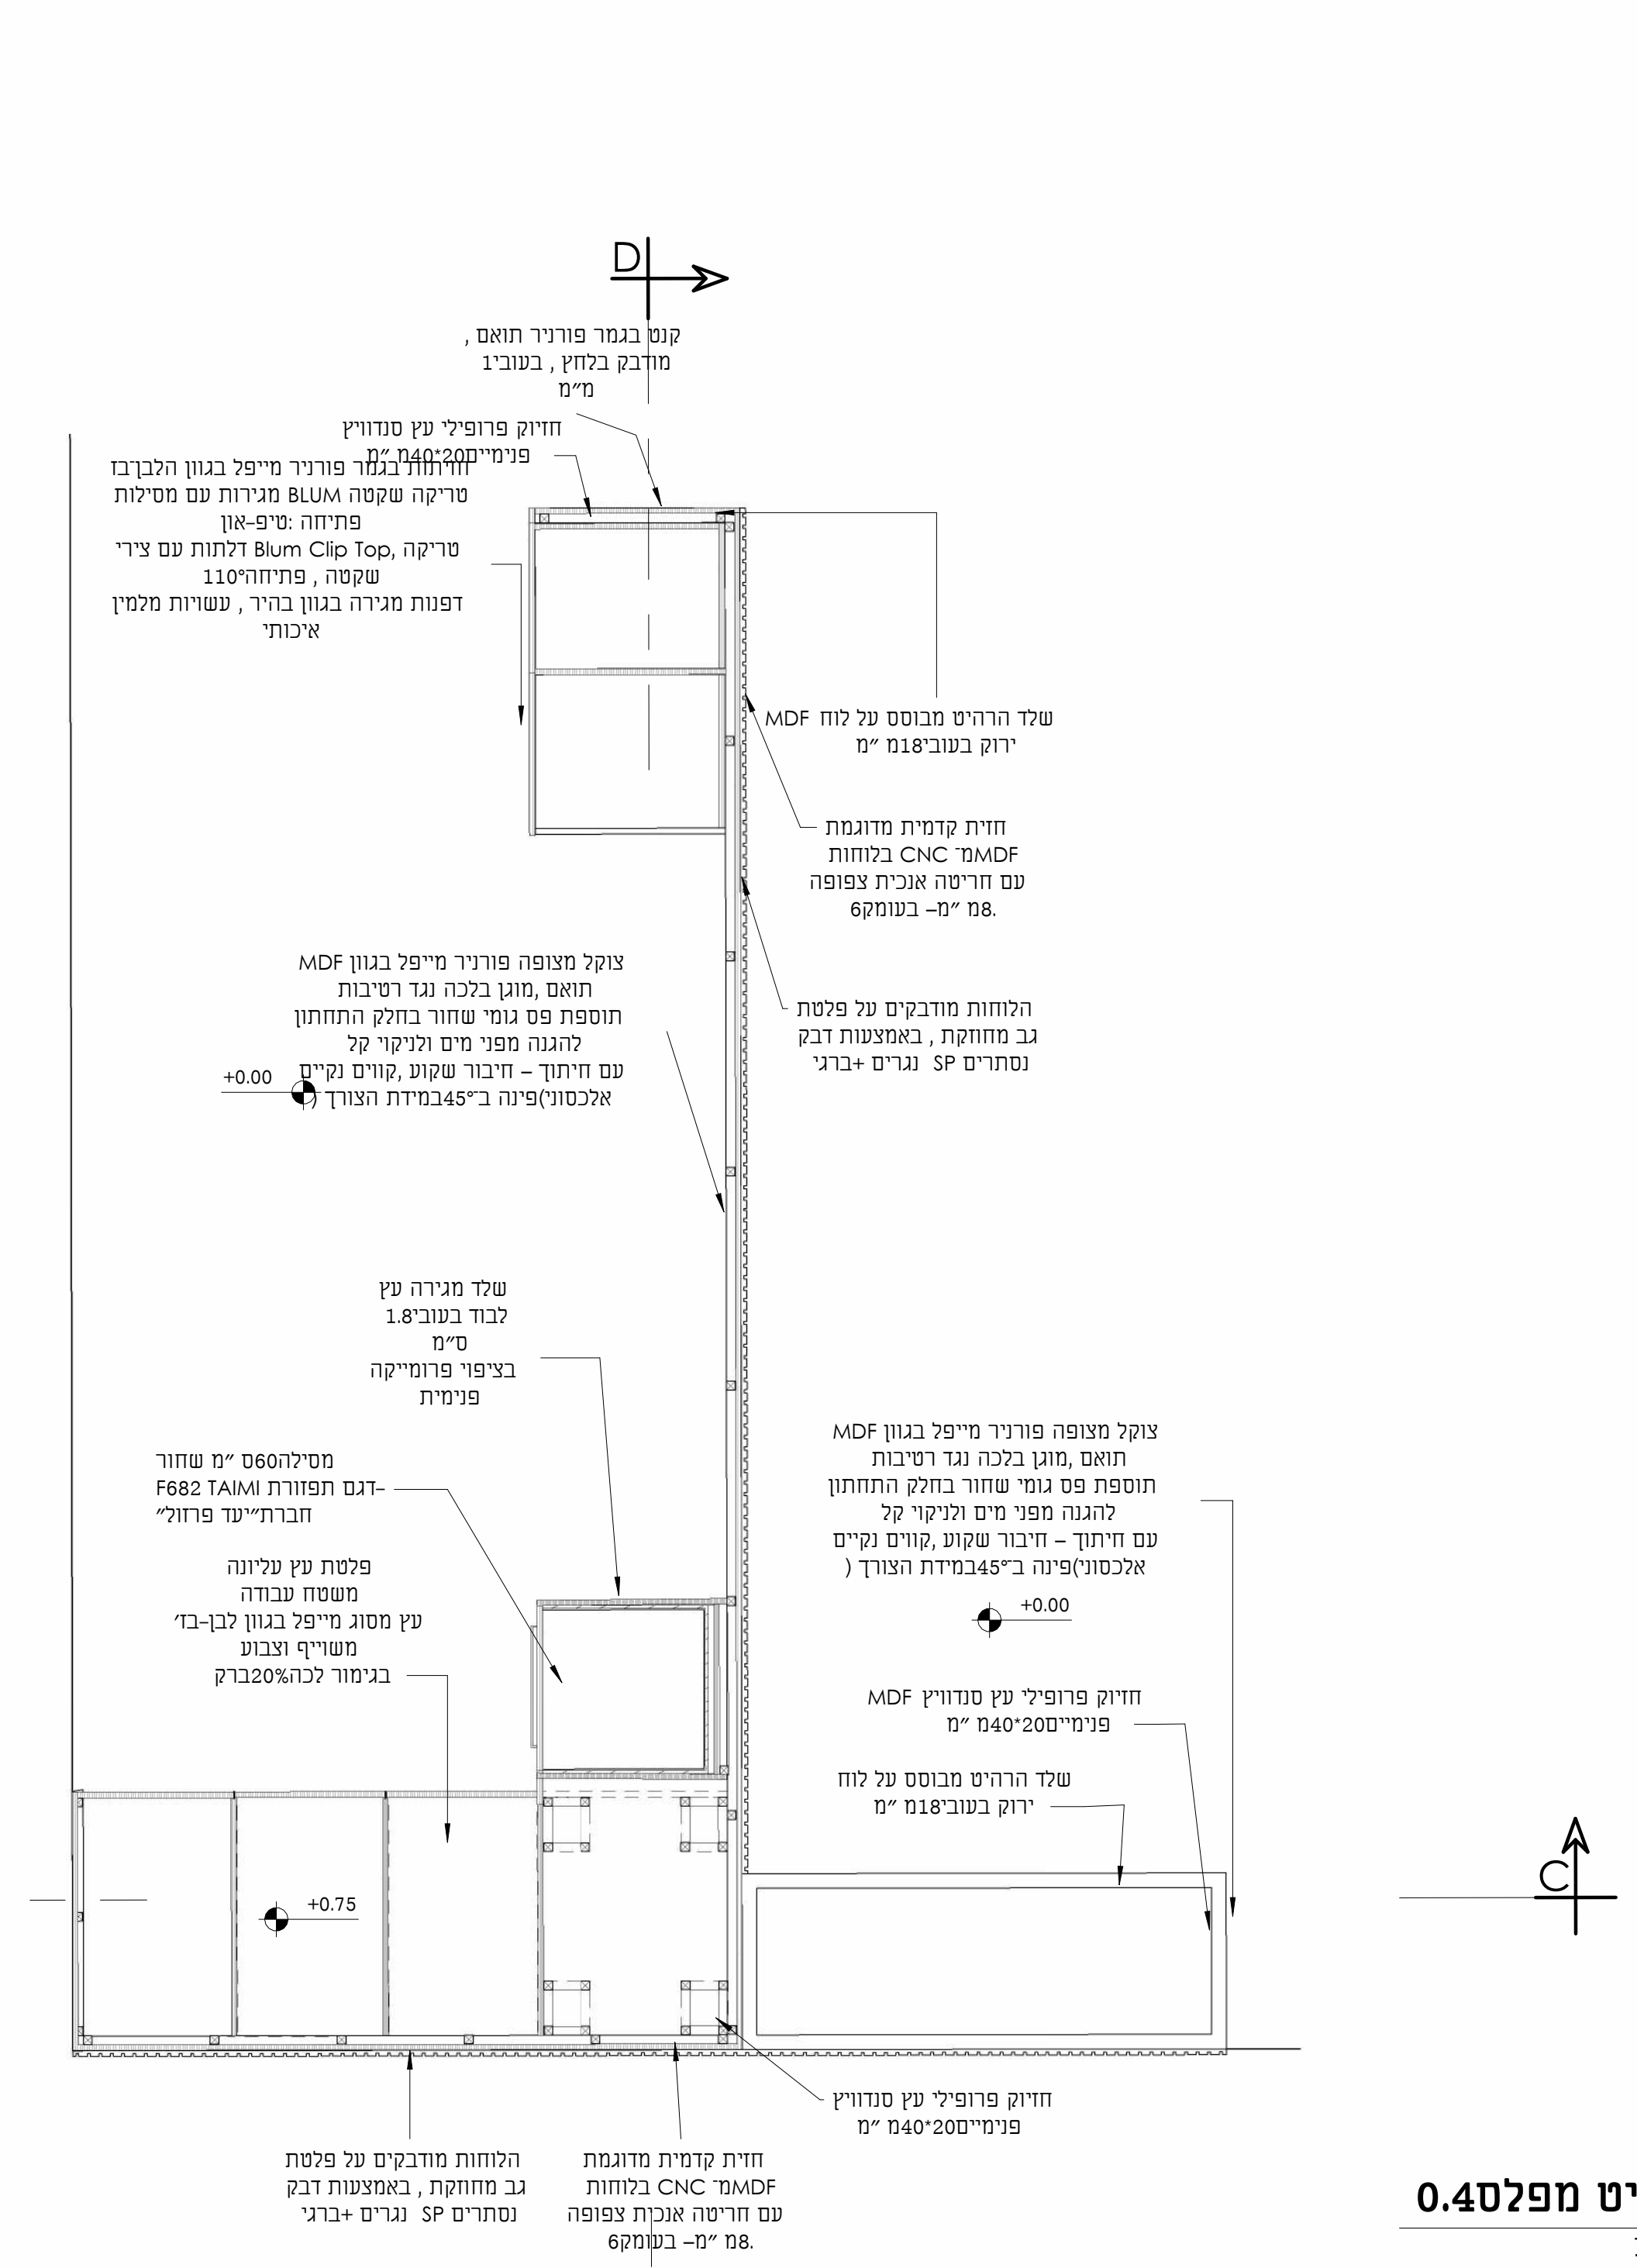 D
קנט בגמר פורניר תואם ,
מודבק בלחץ , בעובי1
מ״מ
חזיוק פרופילי עץ סנדוויץ
פנימיים20*40מ ״מ
חזיתות בגמר פורניר מייפל בגוון הלבן־בז
טריקה שקטה BLUM מגירות עם מסילות
פתיחה :טיפ–און
טריקה ,Blum Clip Top דלתות עם צירי
שקטה , פתיחה°110
דפנות מגירה בגוון בהיר , עשויות מלמין
איכותי
שלד הרהיט מבוסס על לוח MDF
ירוק בעובי18מ ״מ
חזית קדמית מדוגמת
MDFמ־ CNC בלוחות
עם חריטה אנכית צפופה
.8מ ״מ– בעומק6
צוקל מצופה פורניר מייפל בגוון MDF
תואם ,מוגן בלכה נגד רטיבות
תוספת פס גומי שחור בחלק התחתון
להגנה מפני מים ולניקוי קל
עם חיתוך – חיבור שקוע ,קווים נקיים
אלכסוני)פינה ב־45°במידת הצורך (
+0.00
הלוחות מודבקים על פלטת
גב מחוזקת , באמצעות דבק
נסתרים SP נגרים +ברגי
שלד מגירה עץ
לבוד בעובי1.8
ס״מ
בציפוי פרומייקה
פנימית
מסילה60ס ״מ שחור
F682 TAIMI דגם תפזורת–
חברת״יעד פרזול״
צוקל מצופה פורניר מייפל בגוון MDF
תואם ,מוגן בלכה נגד רטיבות
תוספת פס גומי שחור בחלק התחתון
להגנה מפני מים ולניקוי קל
עם חיתוך – חיבור שקוע ,קווים נקיים
אלכסוני)פינה ב־45°במידת הצורך (
+0.00
פלטת עץ עליונה
משטח עבודה
עץ מסוג מייפל בגוון לבן–בז׳
משוייף וצבוע
בגימור לכה20%ברק
חזיוק פרופילי עץ סנדוויץ MDF
פנימיים20*40מ ״מ
שלד הרהיט מבוסס על לוח
ירוק בעובי18מ ״מ
C
+0.75
חזיוק פרופילי עץ סנדוויץ
פנימיים20*40מ ״מ
הלוחות מודבקים על פלטת
גב מחוזקת , באמצעות דבק
נסתרים SP נגרים +ברגי
חזית קדמית מדוגמת
MDFמ־ CNC בלוחות
עם חריטה אנכית צפופה
.8מ ״מ– בעומק6
יט מפלס0.4